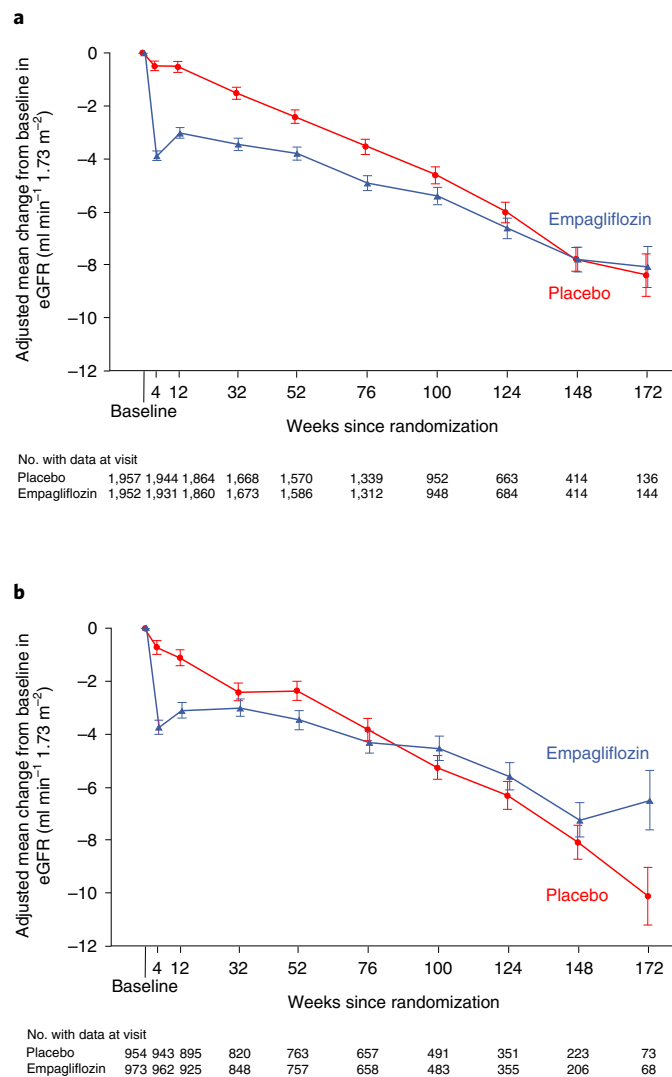 a
Adjusted mean change from baseline in
eGFR (ml min⁻¹ 1.73 m⁻²)
0
–2
–4
–6
–8
–10
–12
Empagliflozin
Placebo
4 12 32 52 76 100 124 148 172
Baseline
Weeks since randomization
No. with data at visit
Placebo 1,957 1,944 1,864 1,668 1,570 1,339 952 663 414 136
Empagliflozin 1,952 1,931 1,860 1,673 1,586 1,312 948 684 414 144
b
Adjusted mean change from baseline in
eGFR (ml min⁻¹ 1.73 m⁻²)
0
–2
–4
–6
–8
–10
–12
Empagliflozin
Placebo
4 12 32 52 76 100 124 148 172
Baseline
Weeks since randomization
No. with data at visit
Placebo 954 943 895 820 763 657 491 351 223 73
Empagliflozin 973 962 925 848 757 658 483 355 206 68